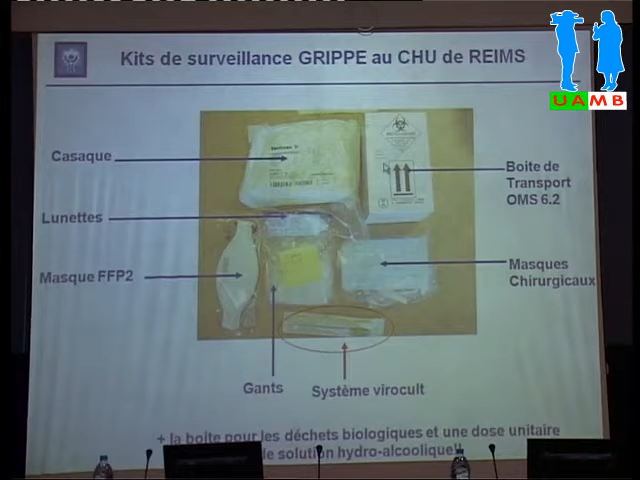 Kits de surveillance GRIPPE au CHU de REIMS
UAMB
Casaque
Boite de
Transport
OMS 6.2
Lunettes
Masque FFP2
Masques
Chirurgicaux
Gants
Système virocult
+ la boite pour les déchets biologiques et une dose unitaire
de solution hydro-alcoolique!!